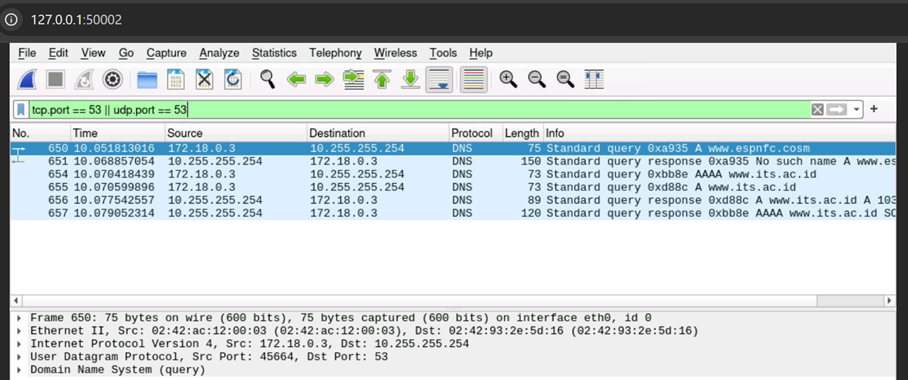 127.0.0.1:50002
File Edit View Go Capture Analyze Statistics Telephony Wireless Tools Help
tcp.port == 53 || udp.port == 53
No. Time Source Destination Protocol Length Info
650 10.051813016 172.18.0.3 10.255.255.254 DNS 75 Standard query 0xa935 A www.espnfc.cosm
651 10.068857054 10.255.255.254 172.18.0.3 DNS 150 Standard query response 0xa935 No such name A www.es
654 10.070418439 172.18.0.3 10.255.255.254 DNS 73 Standard query 0xbb8e AAAA www.its.ac.id
655 10.070599896 172.18.0.3 10.255.255.254 DNS 73 Standard query 0xd88c A www.its.ac.id
656 10.077542557 10.255.255.254 172.18.0.3 DNS 89 Standard query response 0xd88c A www.its.ac.id A 103
657 10.079052314 10.255.255.254 172.18.0.3 DNS 120 Standard query response 0xbb8e AAAA www.its.ac.id SO
Frame 650: 75 bytes on wire (600 bits), 75 bytes captured (600 bits) on interface eth0, id 0
Ethernet II, Src: 02:42:ac:12:00:03 (02:42:ac:12:00:03), Dst: 02:42:93:2e:5d:16 (02:42:93:2e:5d:16)
Internet Protocol Version 4, Src: 172.18.0.3, Dst: 10.255.255.254
User Datagram Protocol, Src Port: 45664, Dst Port: 53
Domain Name System (query)